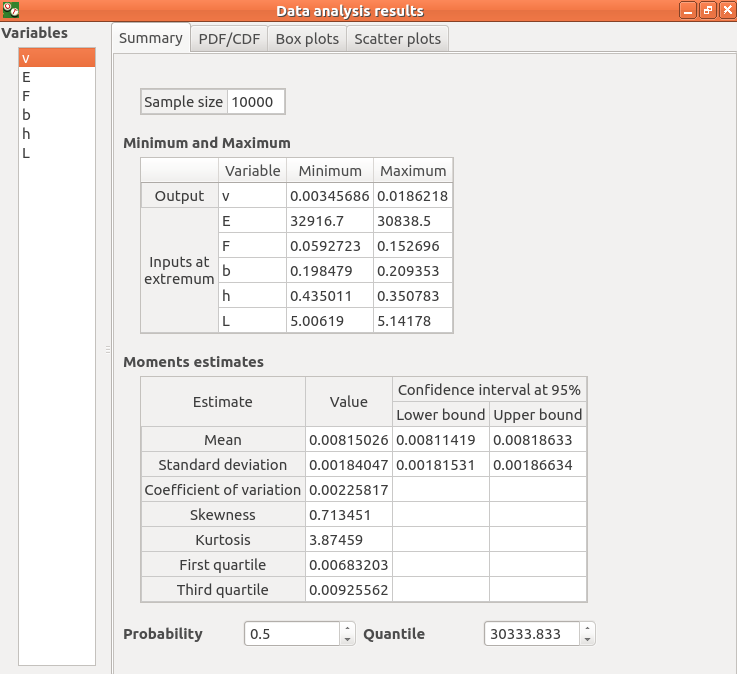 Data analysis results
Variables
v
E
F
b
h
L
Summary PDF/CDF Box plots Scatter plots
Sample size 10000
Minimum and Maximum
Variable Minimum Maximum
Output v 0.00345686 0.0186218
E 32916.7 30838.5
F 0.0592723 0.152696
Inputs at
extremum
b 0.198479 0.209353
h 0.435011 0.350783
L 5.00619 5.14178
Moments estimates
Estimate Value Confidence interval at 95%
Lower bound Upper bound
Mean 0.00815026 0.00811419 0.00818633
Standard deviation 0.00184047 0.00181531 0.00186634
Coefficient of variation 0.00225817
Skewness 0.713451
Kurtosis 3.87459
First quartile 0.00683203
Third quartile 0.00925562
Probability 0.5 Quantile 30333.833